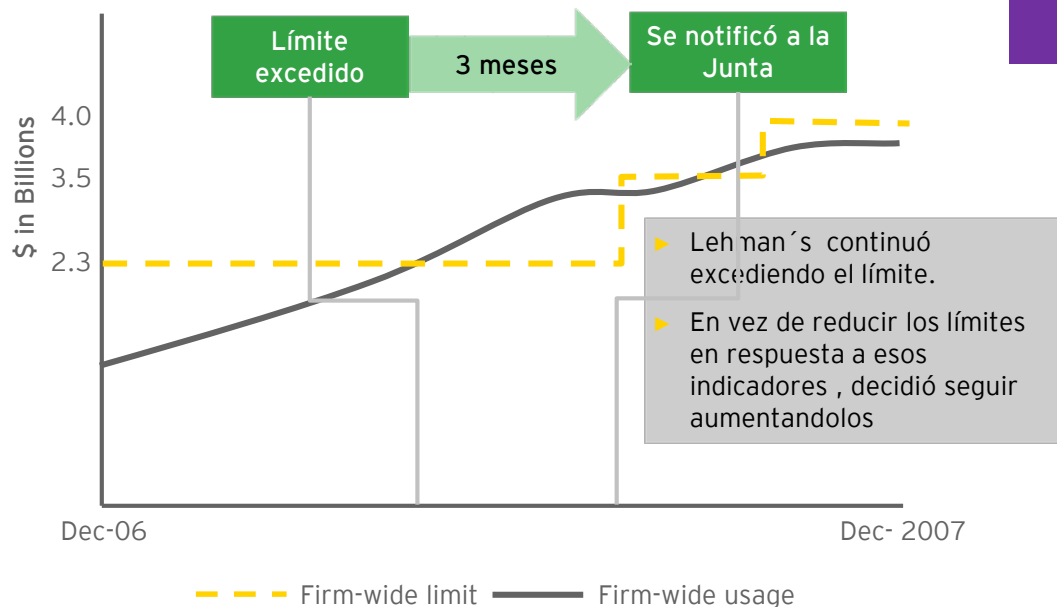 Límite
excedido
3 meses
Se notificó a la
Junta
$ in Billions
4.0
3.5
2.3
► Lehman´s continuó
excediendo el límite.
► En vez de reducir los límites
en respuesta a esos
indicadores , decidió seguir
aumentandolos
Dec-06
Dec- 2007
Firm-wide limit
Firm-wide usage